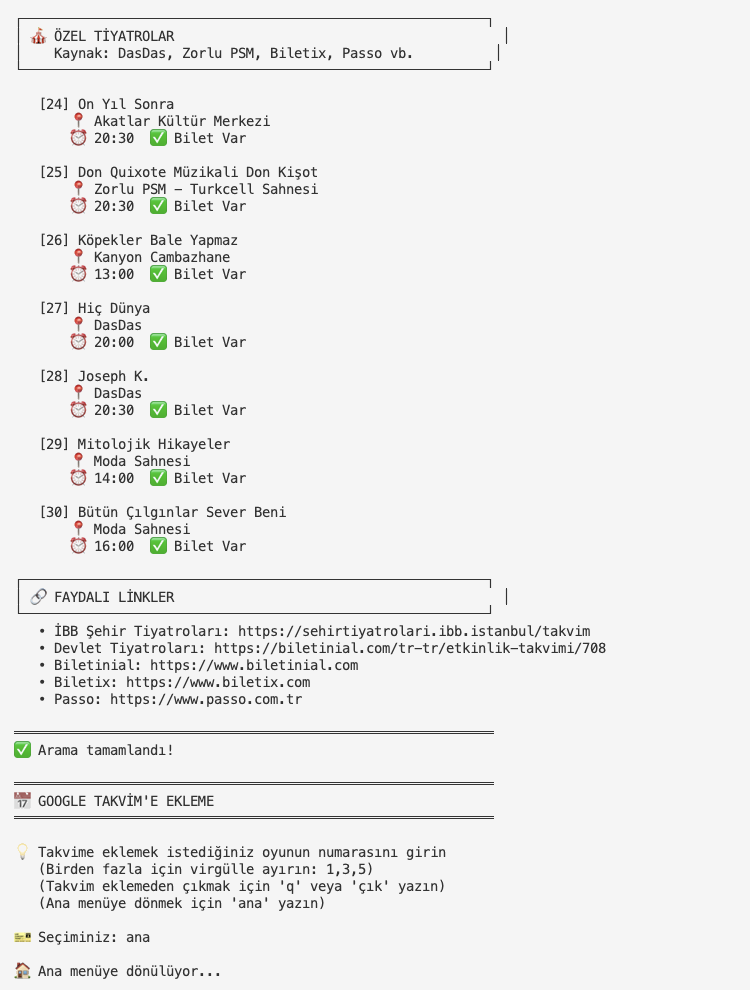 🎪 ÖZEL TİYATROLAR
Kaynak: DasDas, Zorlu PSM, Biletix, Passo vb.
[24] On Yıl Sonra
📍 Akatlar Kültür Merkezi
⏰ 20:30 ✅ Bilet Var
[25] Don Quixote Müzikali Don Kişot
📍 Zorlu PSM – Turkcell Sahnesi
⏰ 20:30 ✅ Bilet Var
[26] Köpekler Bale Yapmaz
📍 Kanyon Cambazhane
⏰ 13:00 ✅ Bilet Var
[27] Hiç Dünya
📍 DasDas
⏰ 20:00 ✅ Bilet Var
[28] Joseph K.
📍 DasDas
⏰ 20:30 ✅ Bilet Var
[29] Mitolojik Hikayeler
📍 Moda Sahnesi
⏰ 14:00 ✅ Bilet Var
[30] Bütün Çılgınlar Sever Beni
📍 Moda Sahnesi
⏰ 16:00 ✅ Bilet Var
🔗 FAYDALI LİNKLER
• İBB Şehir Tiyatroları: https://sehirtiyatrolari.ibb.istanbul/takvim
• Devlet Tiyatroları: https://biletinial.com/tr-tr/etkinlik-takvimi/708
• Biletinial: https://www.biletinial.com
• Biletix: https://www.biletix.com
• Passo: https://www.passo.com.tr
✅ Arama tamamlandı!
📅 GOOGLE TAKVİM'E EKLEME
💡 Takvime eklemek istediğiniz oyunun numarasını girin
(Birden fazla için virgülle ayırın: 1,3,5)
(Takvim eklemeden çıkmak için 'q' veya 'çık' yazın)
(Ana menüye dönmek için 'ana' yazın)
🎫 Seçiminiz: ana
🏠 Ana menüye dönülüyor...